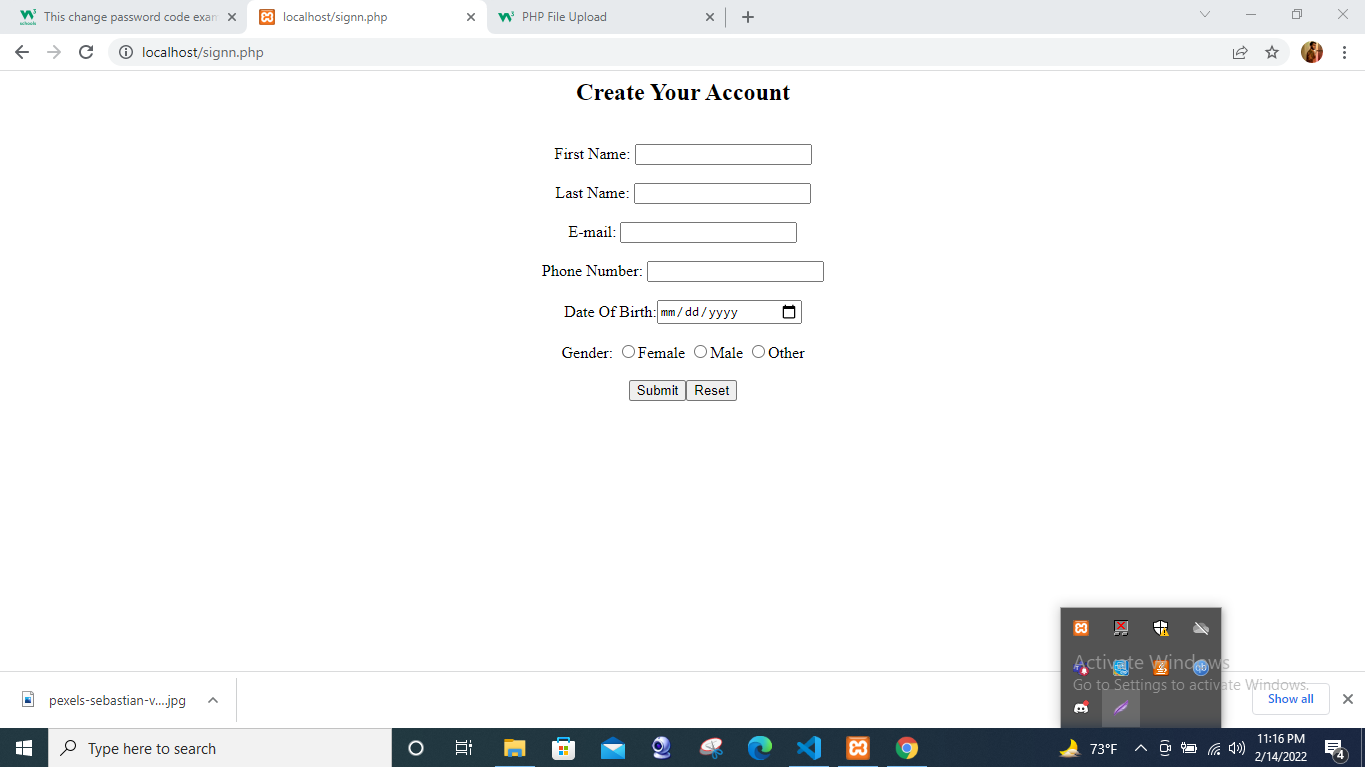 This change password code exam
localhost/signn.php
PHP File Upload
localhost/signn.php
Create Your Account
First Name:
Last Name:
E-mail:
Phone Number:
Date Of Birth: mm/dd/yyyy
Gender: Female Male Other
Submit Reset
Activate Windows
Go to Settings to activate Windows.
pexels-sebastian-v....jpg
Show all
Type here to search
73°F
11:16 PM
2/14/2022
4